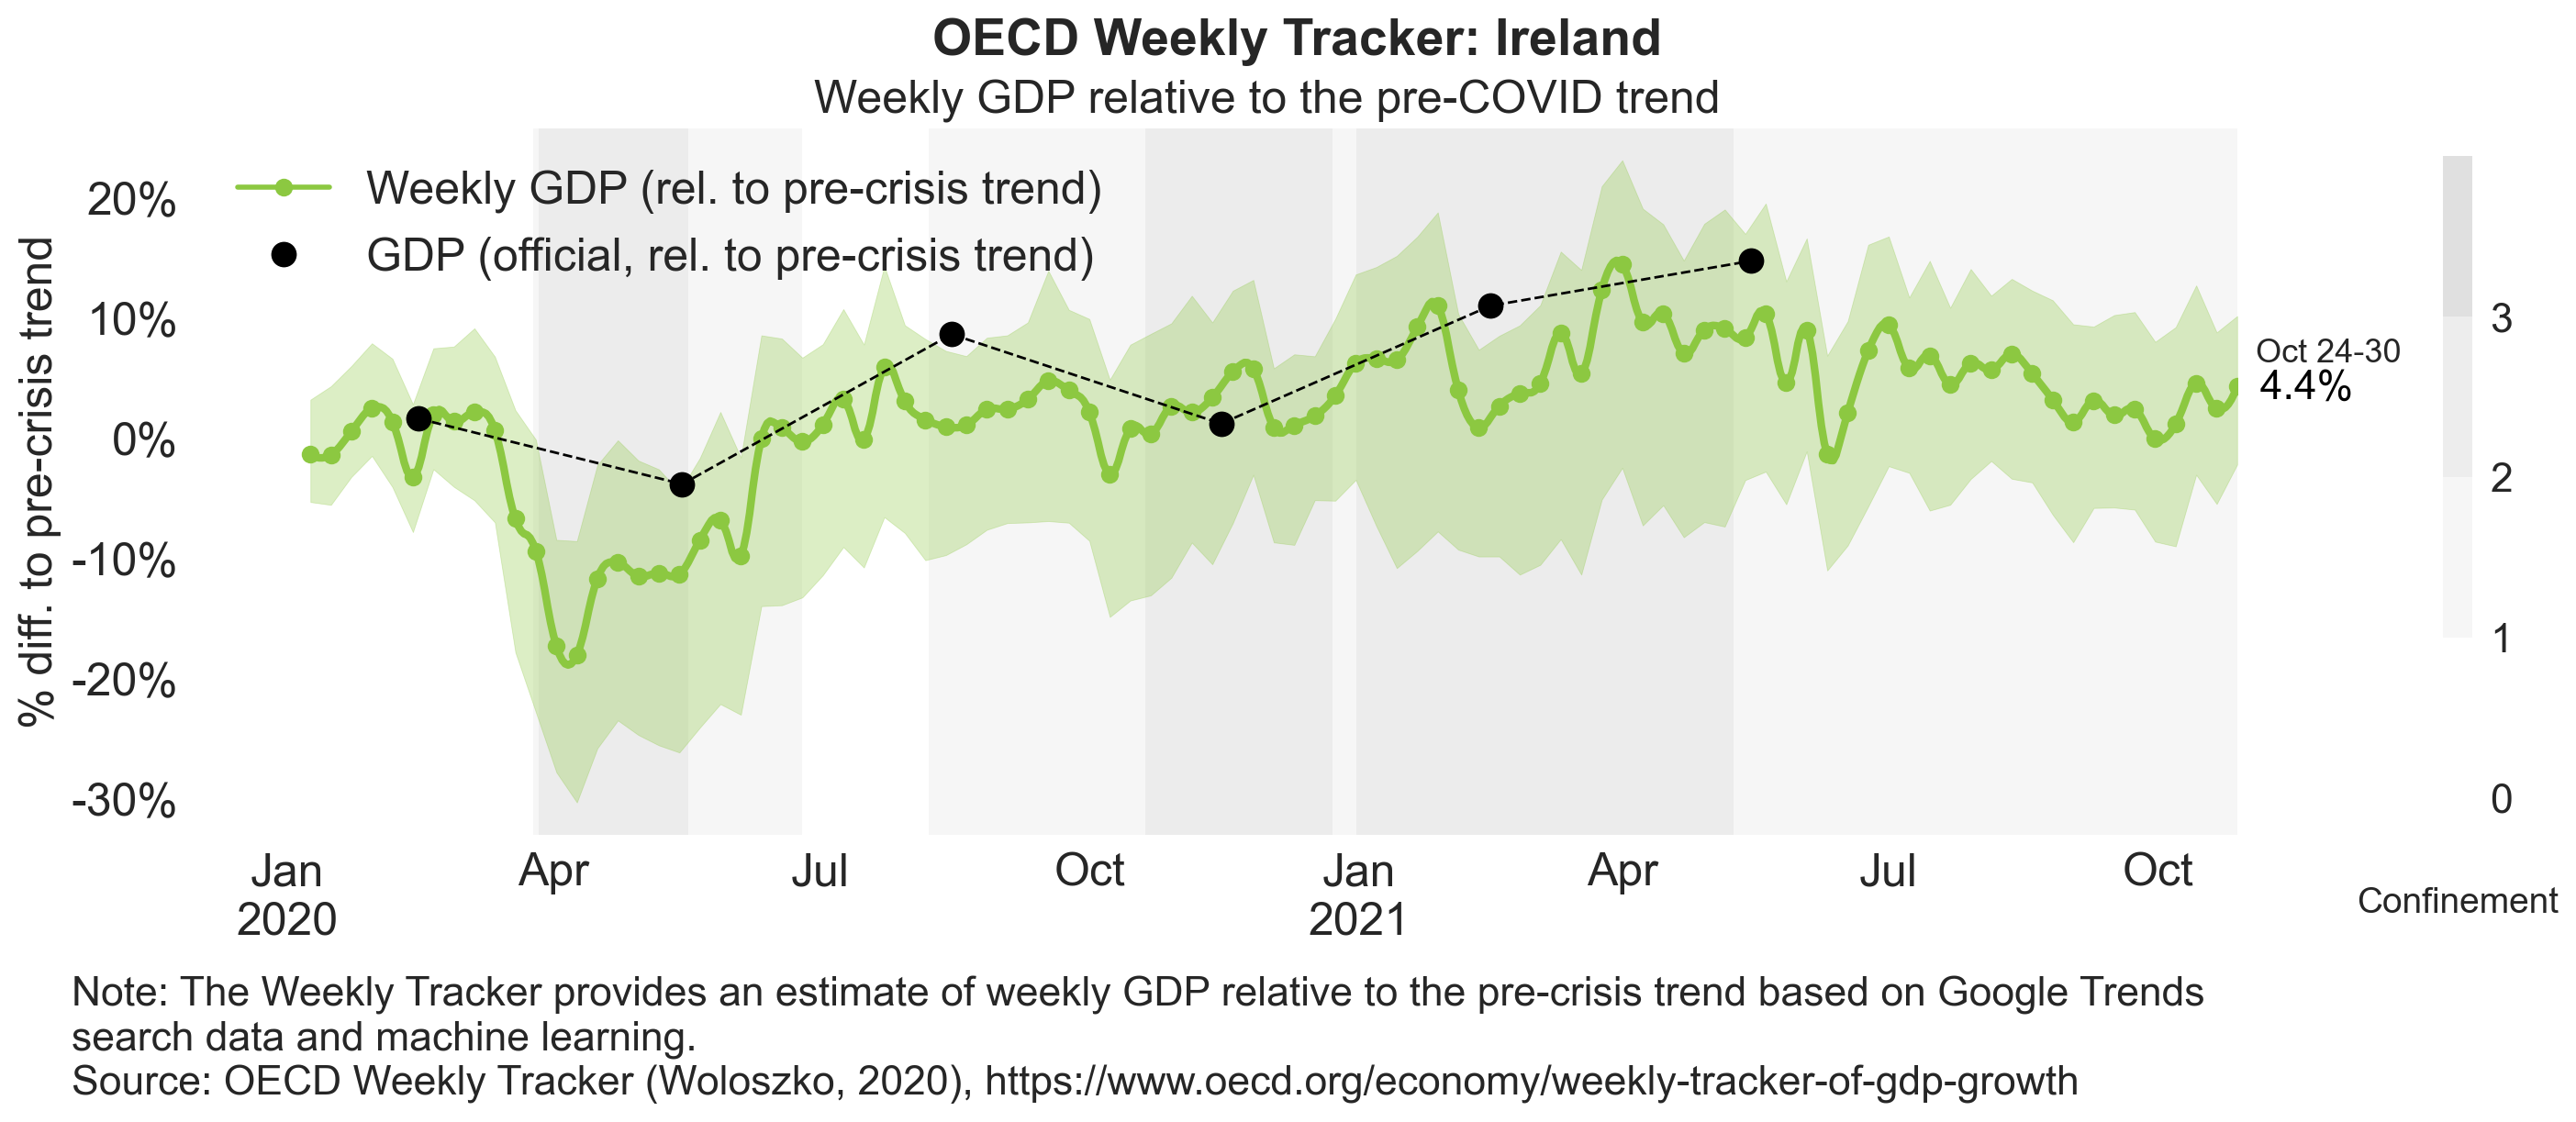 OECD Weekly Tracker: Ireland
Weekly GDP relative to the pre-COVID trend
Weekly GDP (rel. to pre-crisis trend)
GDP (official, rel. to pre-crisis trend)
% diff. to pre-crisis trend
20%
10%
0%
-10%
-20%
-30%
Oct 24-30
4.4%
3
2
1
0
Confinement
Jan Apr Jul Oct Jan Apr Jul Oct
2020 2021
Note: The Weekly Tracker provides an estimate of weekly GDP relative to the pre-crisis trend based on Google Trends
search data and machine learning.
Source: OECD Weekly Tracker (Woloszko, 2020), https://www.oecd.org/economy/weekly-tracker-of-gdp-growth